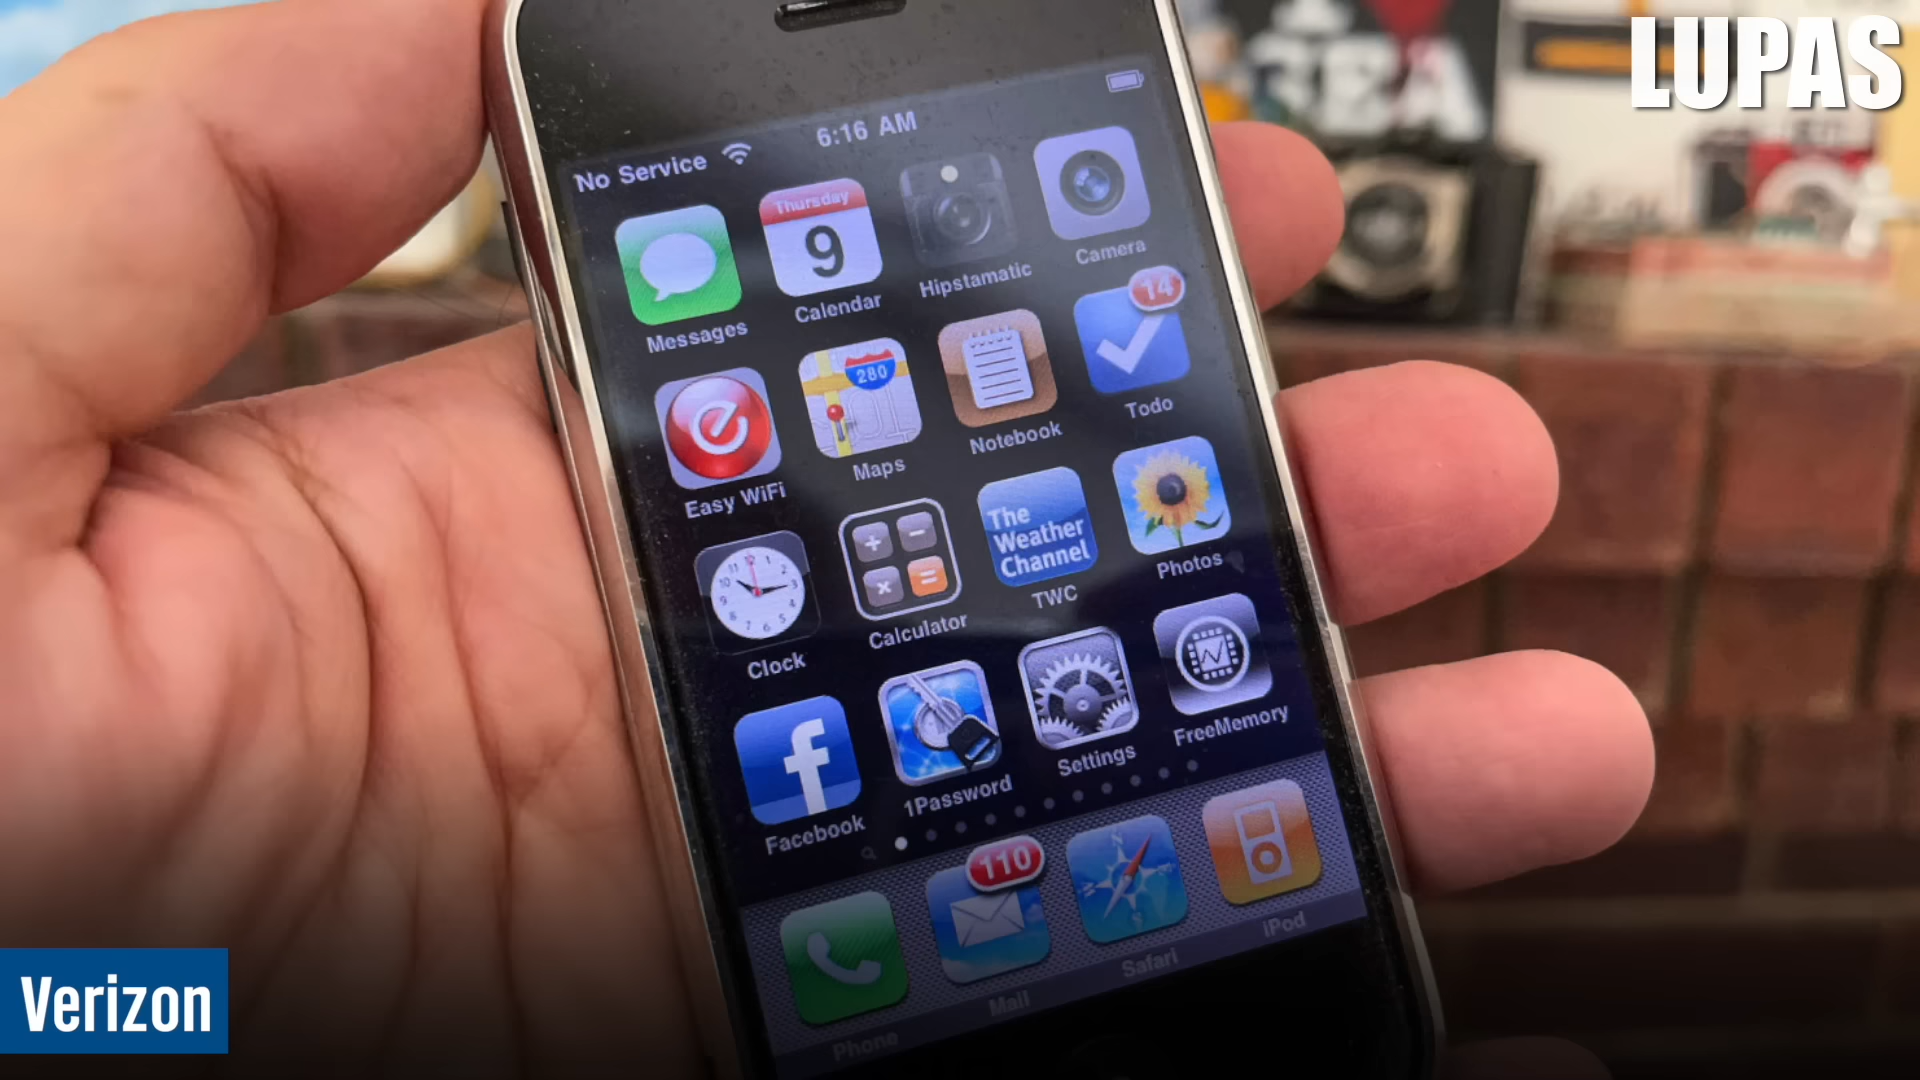 LUPAS
No Service 6:16 AM
Thursday
9
Messages Calendar Hipstamatic Camera
280
14
Easy WiFi Maps Notebook Todo
The
Weather
Channel
Clock Calculator TWC Photos
Facebook 1Password Settings FreeMemory
110
Phone Mail Safari iPod
Verizon